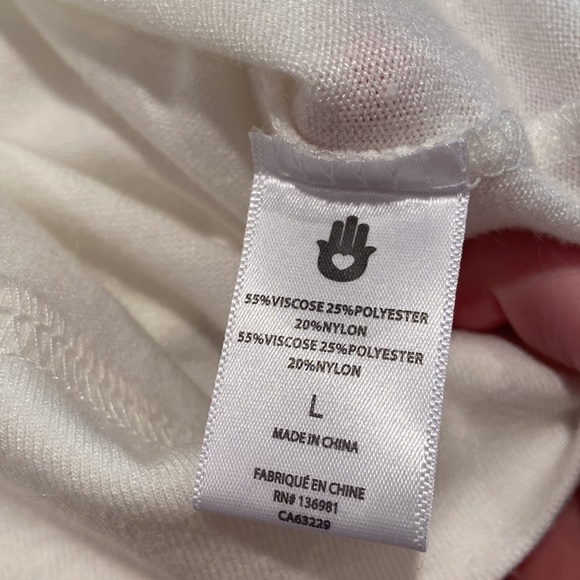 55%VISCOSE 25%POLYESTER
20%NYLON
55%VISCOSE 25%POLYESTER
20%NYLON
L
MADE IN CHINA
FABRIQUÉ EN CHINE
RN# 136981
CA63229